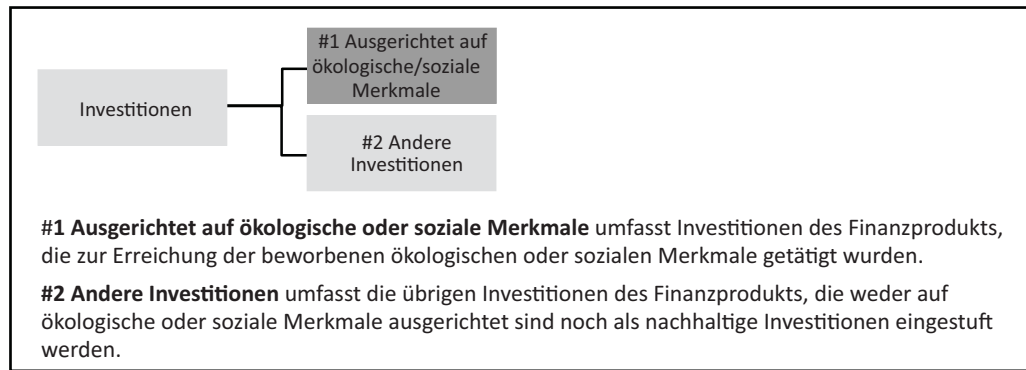 #1 Ausgerichtet auf
ökologische/soziale
Merkmale
Investitionen
#2 Andere
Investitionen
#1 Ausgerichtet auf ökologische oder soziale Merkmale umfasst Investitionen des Finanzprodukts,
die zur Erreichung der beworbenen ökologischen oder sozialen Merkmale getätigt wurden.
#2 Andere Investitionen umfasst die übrigen Investitionen des Finanzprodukts, die weder auf
ökologische oder soziale Merkmale ausgerichtet sind noch als nachhaltige Investitionen eingestuft
werden.